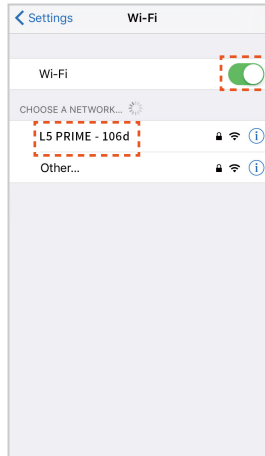 Settings
Wi-Fi
Wi-Fi
CHOOSE A NETWORK...
L5 PRIME - 106d
Other...